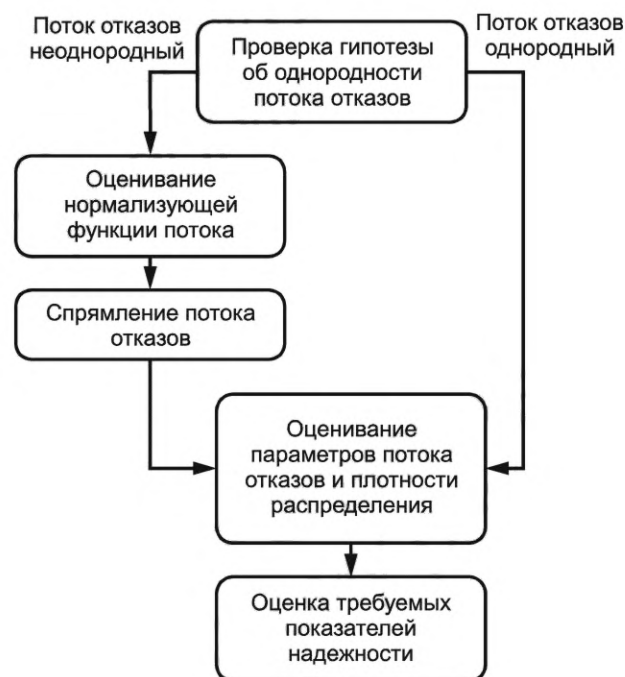 Поток отказов
неоднородный
Проверка гипотезы
об однородности
потока отказов
Поток отказов
однородный
Оценивание
нормализующей
функции потока
Спрямление потока
отказов
Оценивание
параметров потока
отказов и плотности
распределения
Оценка требуемых
показателей
надежности